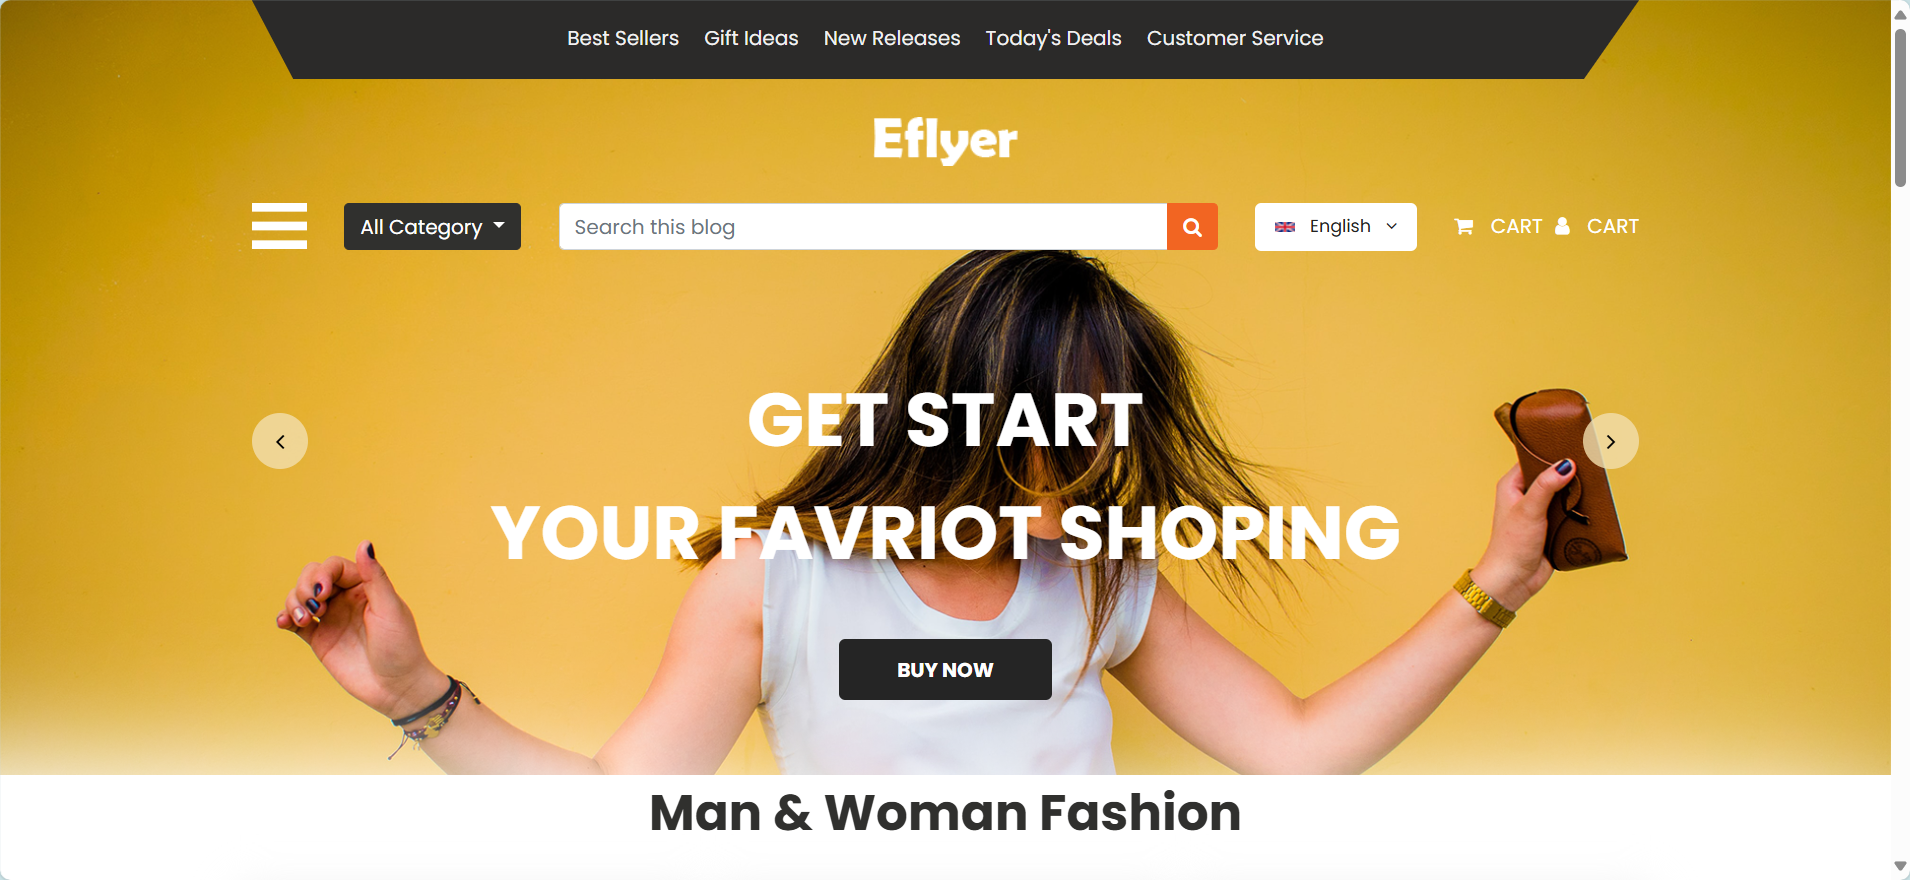 Best Sellers Gift Ideas New Releases Today's Deals Customer Service
Eflyer
All Category Search this blog English CART CART
GET START
YOUR FAVRIOT SHOPING
BUY NOW
Man & Woman Fashion